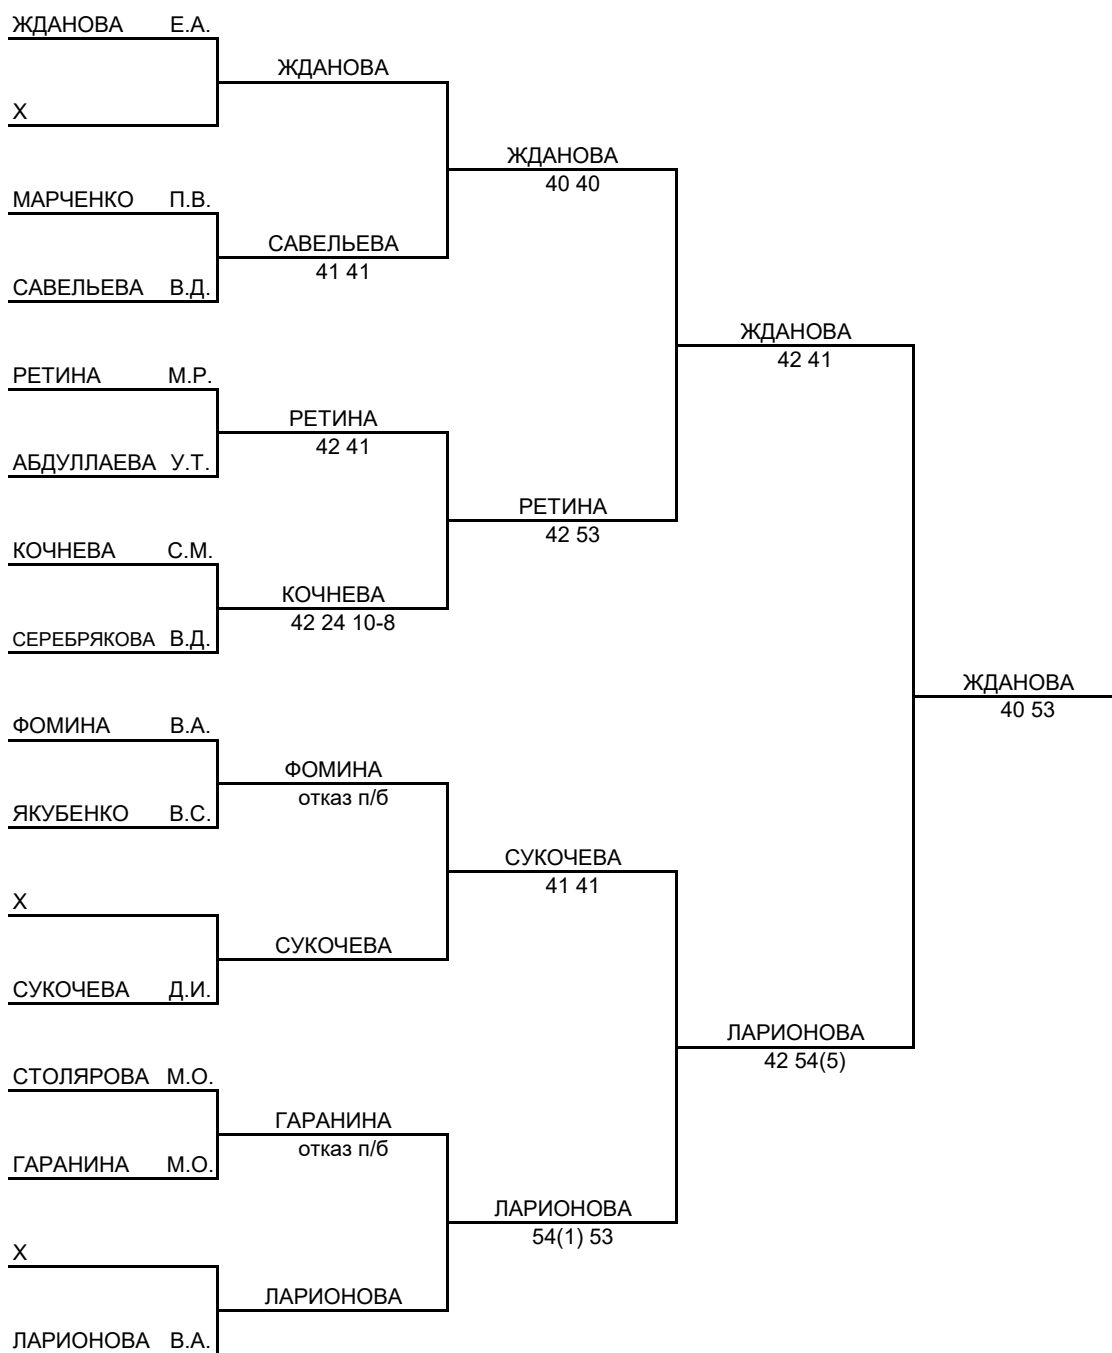 ЖДАНОВА Е.А.
ЖДАНОВА
X
ЖДАНОВА
40 40
МАРЧЕНКО П.В.
САВЕЛЬЕВА
41 41
САВЕЛЬЕВА В.Д.
ЖДАНОВА
42 41
РЕТИНА М.Р.
РЕТИНА
42 41
АБДУЛЛАЕВА У.Т.
РЕТИНА
42 53
КОЧНЕВА С.М.
КОЧНЕВА
42 24 10-8
СЕРЕБРЯКОВА В.Д.
ЖДАНОВА
40 53
ФОМИНА В.А.
ФОМИНА
отказ п/б
ЯКУБЕНКО В.С.
СУКОЧЕВА
41 41
X
СУКОЧЕВА
СУКОЧЕВА Д.И.
ЛАРИОНОВА
42 54(5)
СТОЛЯРОВА М.О.
ГАРАНИНА
отказ п/б
ГАРАНИНА М.О.
ЛАРИОНОВА
54(1) 53
X
ЛАРИОНОВА
ЛАРИОНОВА В.А.